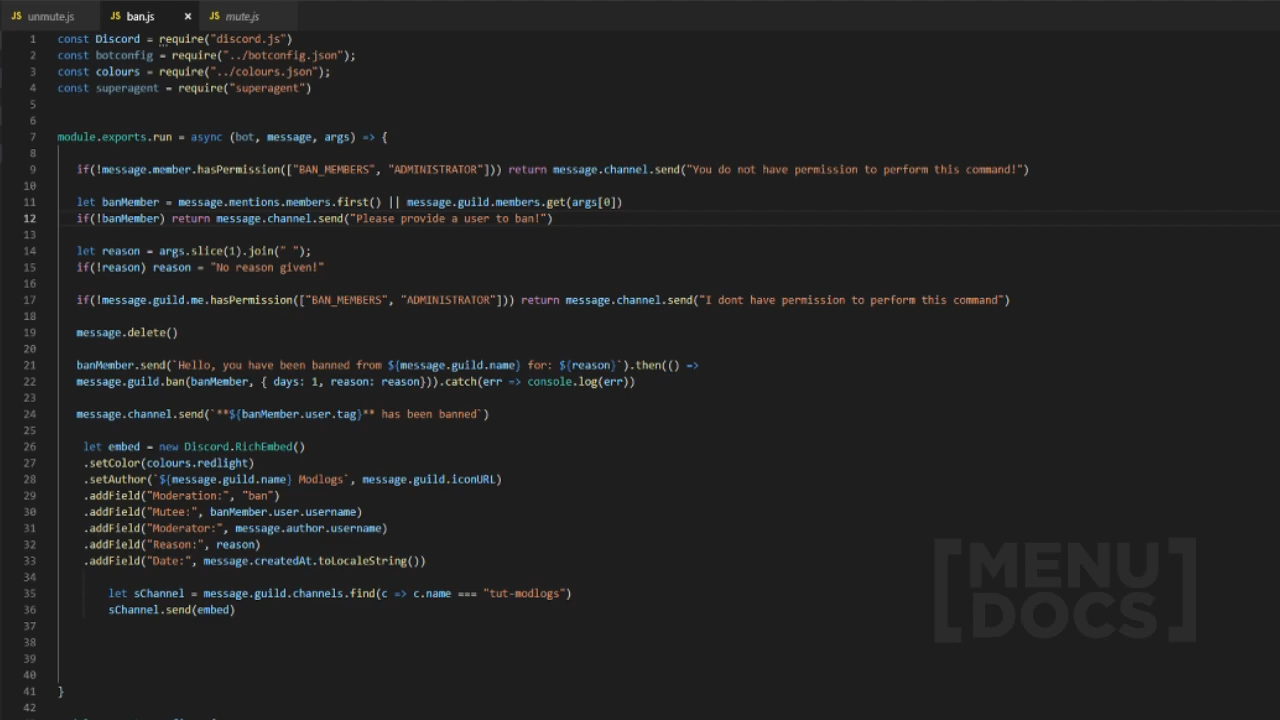 JS unmute.js JS ban.js × JS mute.js
1 const Discord = require("discord.js")
2 const botconfig = require("../botconfig.json");
3 const colours = require("../colours.json");
4 const superagent = require("superagent")
5
6
7 module.exports.run = async (bot, message, args) => {
8
9 if(!message.member.hasPermission(["BAN_MEMBERS", "ADMINISTRATOR"])) return message.channel.send("You do not have permission to perform this command!")
10
11 let banMember = message.mentions.members.first() || message.guild.members.get(args[0])
12 if(!banMember) return message.channel.send("Please provide a user to ban!")
13
14 let reason = args.slice(1).join(" ");
15 if(!reason) reason = "No reason given!"
16
17 if(!message.guild.me.hasPermission(["BAN_MEMBERS", "ADMINISTRATOR"])) return message.channel.send("I dont have permission to perform this command")
18
19 message.delete()
20
21 banMember.send(`Hello, you have been banned from ${message.guild.name} for: ${reason}`).then(() =>
22 message.guild.ban(banMember, { days: 1, reason: reason})).catch(err => console.log(err))
23
24 message.channel.send(`**${banMember.user.tag}** has been banned`)
25
26 let embed = new Discord.RichEmbed()
27 .setColor(colours.redlight)
28 .setAuthor(`${message.guild.name} Modlogs`, message.guild.iconURL)
29 .addField("Moderation:", "ban")
30 .addField("Mutee:", banMember.user.username)
31 .addField("Moderator:", message.author.username)
32 .addField("Reason:", reason)
33 .addField("Date:", message.createdAt.toLocaleString())
34
35 let sChannel = message.guild.channels.find(c => c.name === "tut-modlogs")
36 sChannel.send(embed)
37
38
39
40
41 }
42
[MENU
DOCS]